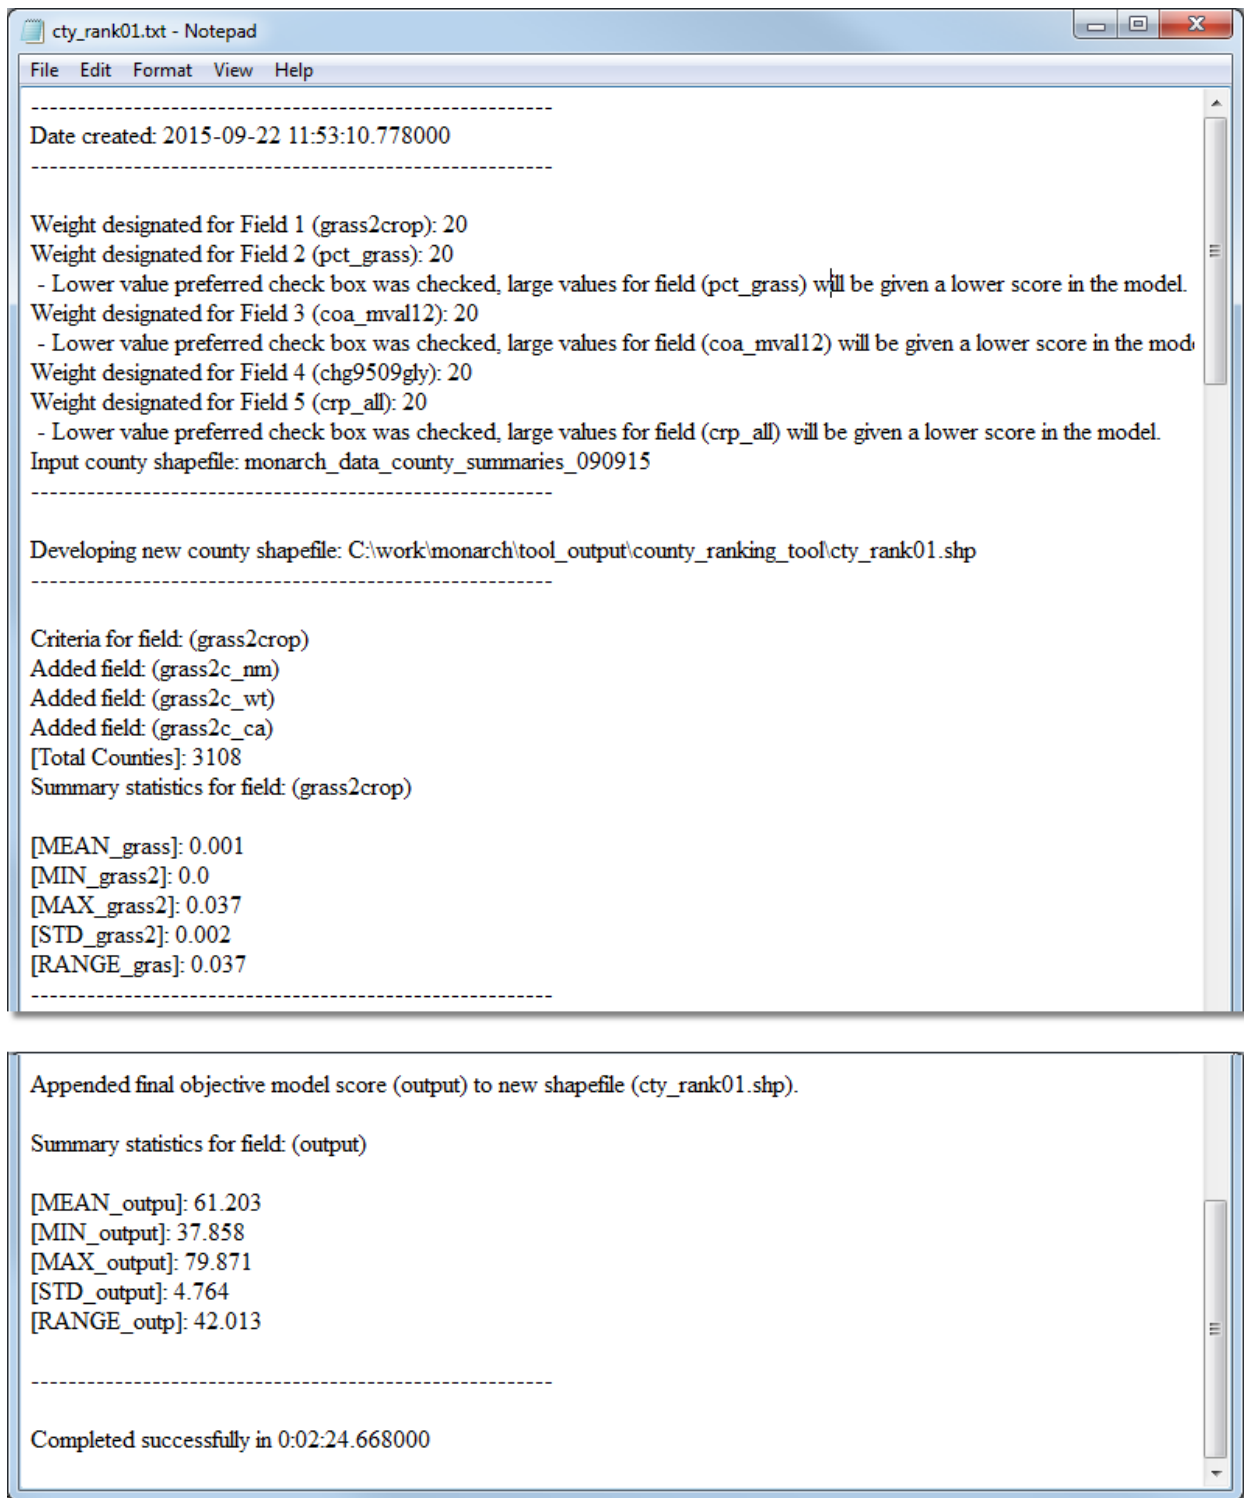 cty_rank01.txt - Notepad
File Edit Format View Help
--------------------------------------------------------
Date created: 2015-09-22 11:53:10.778000
--------------------------------------------------------
Weight designated for Field 1 (grass2crop): 20
Weight designated for Field 2 (pct_grass): 20
- Lower value preferred check box was checked, large values for field (pct_grass) will be given a lower score in the model.
Weight designated for Field 3 (coa_mval12): 20
- Lower value preferred check box was checked, large values for field (coa_mval12) will be given a lower score in the mod
Weight designated for Field 4 (chg9509gly): 20
Weight designated for Field 5 (crp_all): 20
- Lower value preferred check box was checked, large values for field (crp_all) will be given a lower score in the model.
Input county shapefile: monarch_data_county_summaries_090915
--------------------------------------------------------
Developing new county shapefile: C:\work\monarch\tool_output\county_ranking_tool\cty_rank01.shp
--------------------------------------------------------
Criteria for field: (grass2crop)
Added field: (grass2c_nm)
Added field: (grass2c_wt)
Added field: (grass2c_ca)
[Total Counties]: 3108
Summary statistics for field: (grass2crop)
[MEAN_grass]: 0.001
[MIN_grass2]: 0.0
[MAX_grass2]: 0.037
[STD_grass2]: 0.002
[RANGE_gras]: 0.037
--------------------------------------------------------
Appended final objective model score (output) to new shapefile (cty_rank01.shp).
Summary statistics for field: (output)
[MEAN_outpu]: 61.203
[MIN_output]: 37.858
[MAX_output]: 79.871
[STD_output]: 4.764
[RANGE_outp]: 42.013
--------------------------------------------------------
Completed successfully in 0:02:24.668000